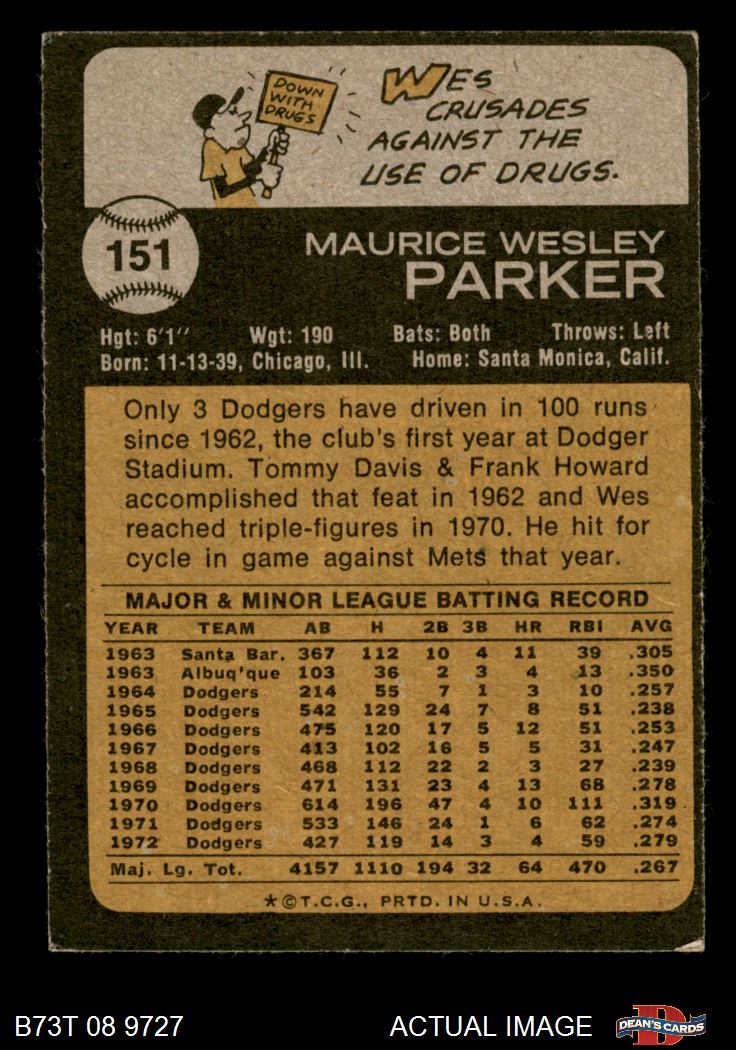 DOWN
WITH
DRUGS
WES
CRUSADES
AGAINST THE
USE OF DRUGS.
151
MAURICE WESLEY
PARKER
Hgt: 6'1" Wgt: 190 Bats: Both Throws: Left
Born: 11-13-39, Chicago, Ill. Home: Santa Monica, Calif.
Only 3 Dodgers have driven in 100 runs
since 1962, the club's first year at Dodger
Stadium. Tommy Davis & Frank Howard
accomplished that feat in 1962 and Wes
reached triple-figures in 1970. He hit for
cycle in game against Mets that year.
MAJOR & MINOR LEAGUE BATTING RECORD
YEAR TEAM AB H 2B 3B HR RBI AVG
1963 Santa Bar. 367 112 10 4 11 39 .305
1963 Albuq'que 103 36 2 3 4 13 .350
1964 Dodgers 214 55 7 1 3 10 .257
1965 Dodgers 542 129 24 7 8 51 .238
1966 Dodgers 475 120 17 5 12 51 .253
1967 Dodgers 413 102 16 5 5 31 .247
1968 Dodgers 468 112 22 2 3 27 .239
1969 Dodgers 471 131 23 4 13 68 .278
1970 Dodgers 614 196 47 4 10 111 .319
1971 Dodgers 533 146 24 1 6 62 .274
1972 Dodgers 427 119 14 3 4 59 .279
Maj. Lg. Tot. 4157 1110 194 32 64 470 .267
*©T.C.G., PRTD. IN U.S.A.
B73T 08 9727 ACTUAL IMAGE
D
DEAN'S CARDS